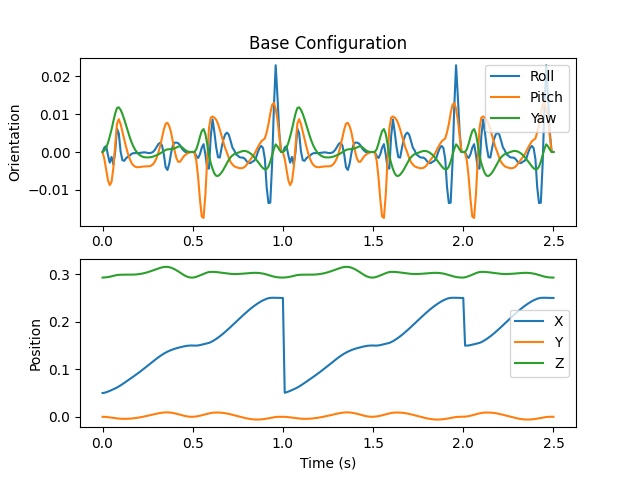 Base Configuration
Orientation
0.02
0.01
0.00
−0.01
Roll
Pitch
Yaw
0.0 0.5 1.0 1.5 2.0 2.5
Position
0.3
0.2
0.1
0.0
X
Y
Z
0.0 0.5 1.0 1.5 2.0 2.5
Time (s)